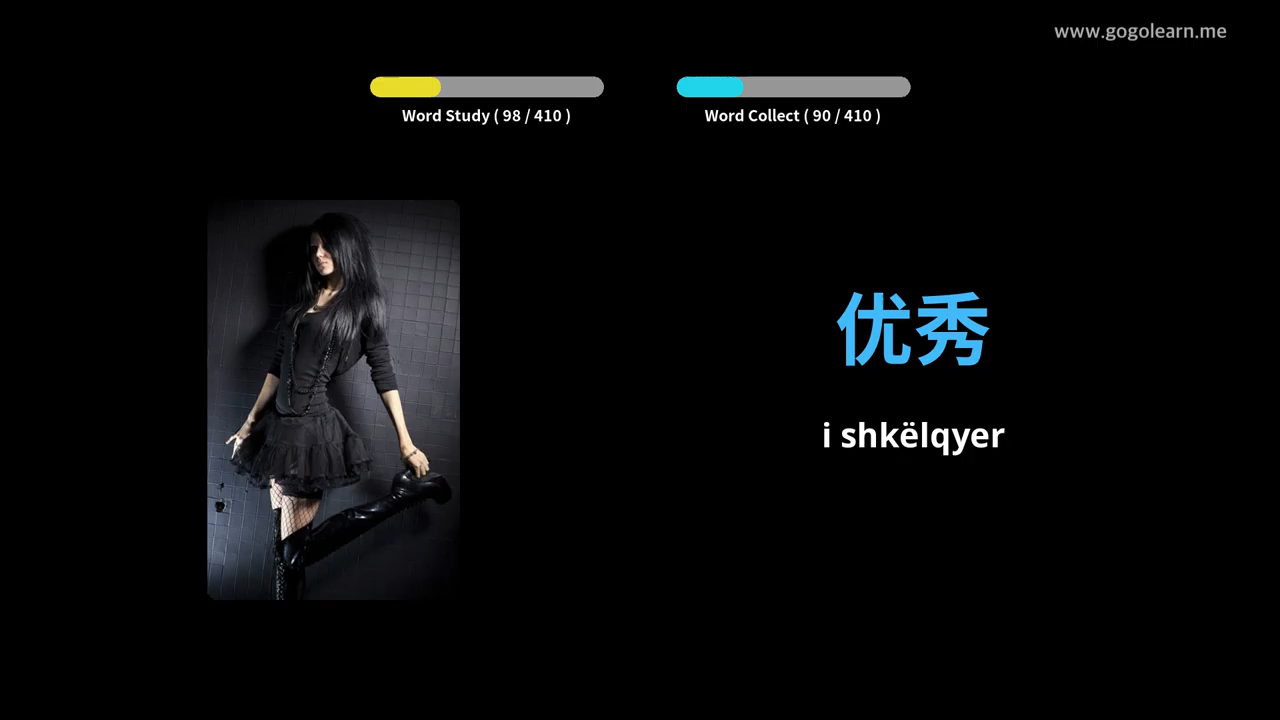 www.gogolearn.me
Word Study ( 98 / 410 )
Word Collect ( 90 / 410 )
优秀
i shkëlqyer